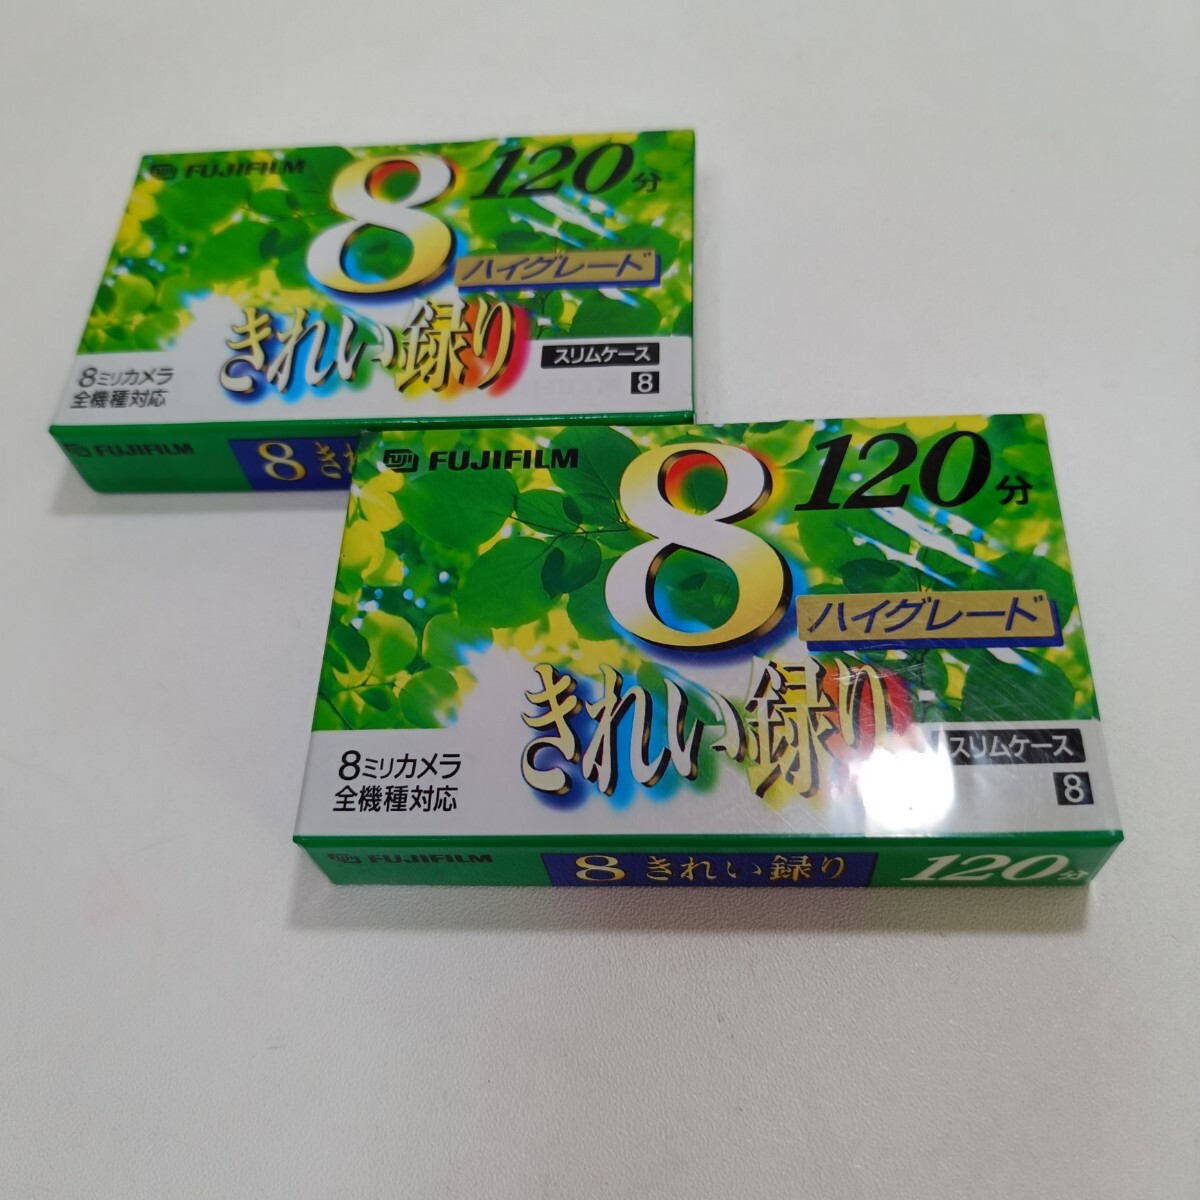 FUJIFILM
8
120分
ハイグレード
きれい録り
スリムケース
8
8ミリカメラ
全機種対応
FUJIFILM
8 き
FUJI FUJIFILM
8
120分
ハイグレード
きれい録り
スリムケース
8
8ミリカメラ
全機種対応
FUJIFILM
8 きれい録り
120分